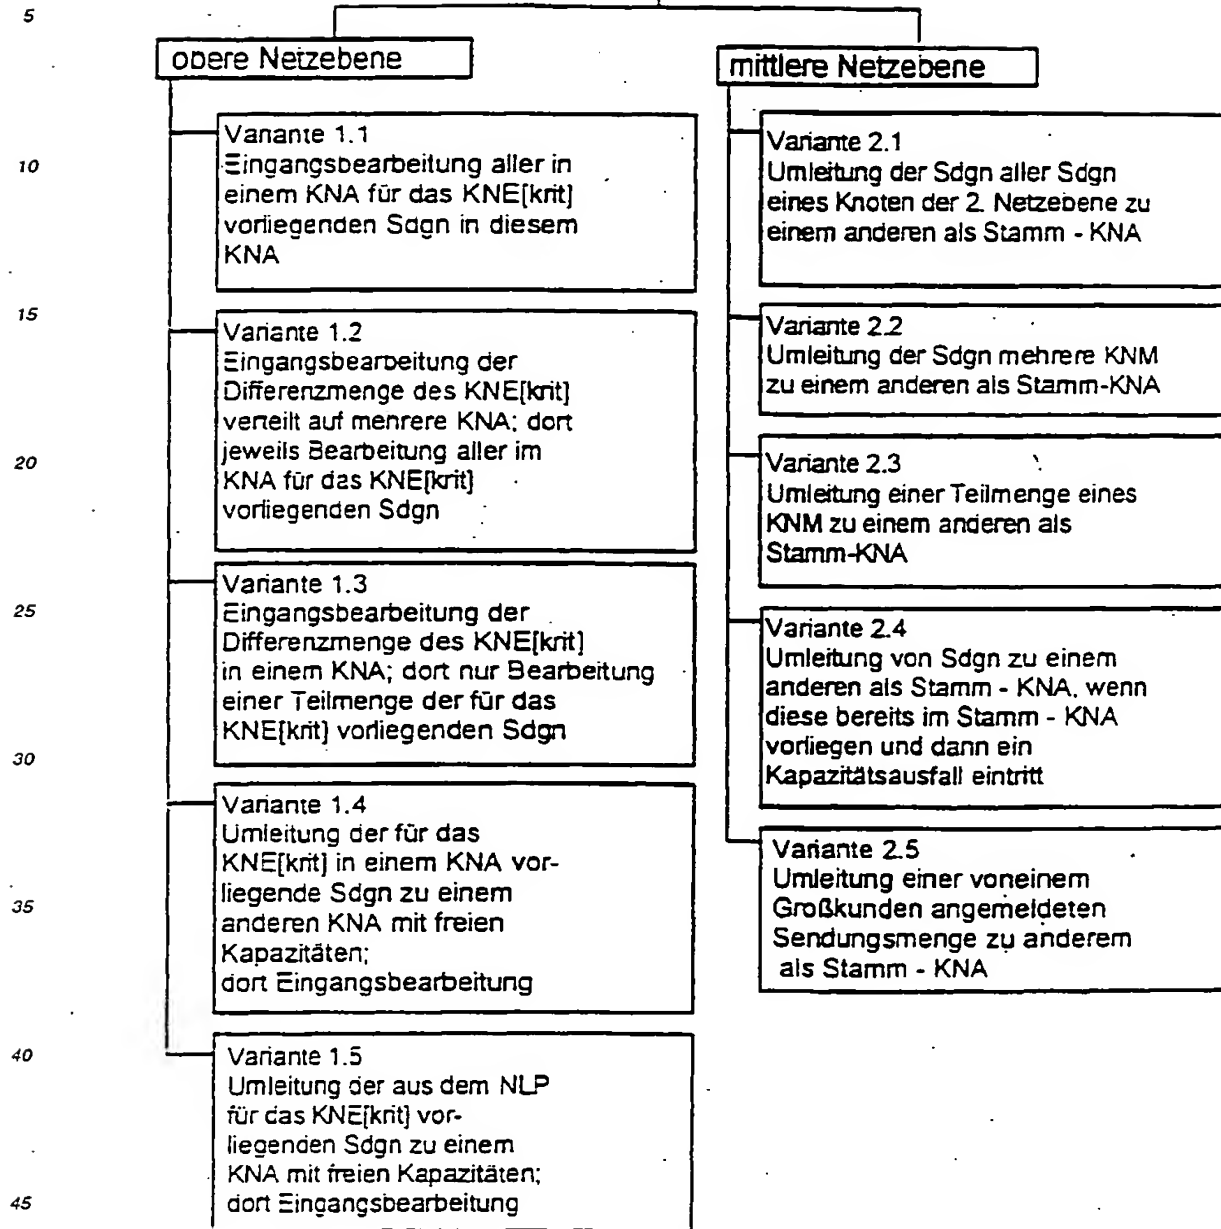 5
obere Netzebene
Variante 1.1
Eingangsbearbeitung aller in
einem KNA für das KNE[krit]
vorliegenden Sdgn in diesem
KNA
Variante 1.2
Eingangsbearbeitung der
Differenzmenge des KNE[krit]
verteilt auf mehrere KNA; dort
jeweils Bearbeitung aller im
KNA für das KNE[krit]
vorliegenden Sdgn
Variante 1.3
Eingangsbearbeitung der
Differenzmenge des KNE[krit]
in einem KNA; dort nur Bearbeitung
einer Teilmenge der für das
KNE[krit] vorliegenden Sdgn
Variante 1.4
Umleitung der für das
KNE[krit] in einem KNA vor-
liegende Sdgn zu einem
anderen KNA mit freien
Kapazitäten;
dort Eingangsbearbeitung
Variante 1.5
Umleitung der aus dem NLP
für das KNE[krit] vor-
liegenden Sdgn zu einem
KNA mit freien Kapazitäten;
dort Eingangsbearbeitung
mittlere Netzebene
Variante 2.1
Umleitung der Sdgn aller Sdgn
eines Knoten der 2. Netzebene zu
einem anderen als Stamm - KNA
Variante 2.2
Umleitung der Sdgn mehrere KNM
zu einem anderen als Stamm-KNA
Variante 2.3
Umleitung einer Teilmenge eines
KNM zu einem anderen als
Stamm-KNA
Variante 2.4
Umleitung von Sdgn zu einem
anderen als Stamm - KNA, wenn
diese bereits im Stamm - KNA
vorliegen und dann ein
Kapazitätsausfall eintritt
Variante 2.5
Umleitung einer voneinem
Großkunden angemeldeten
Sendungsmenge zu anderem
als Stamm - KNA
10
15
20
25
30
35
40
45